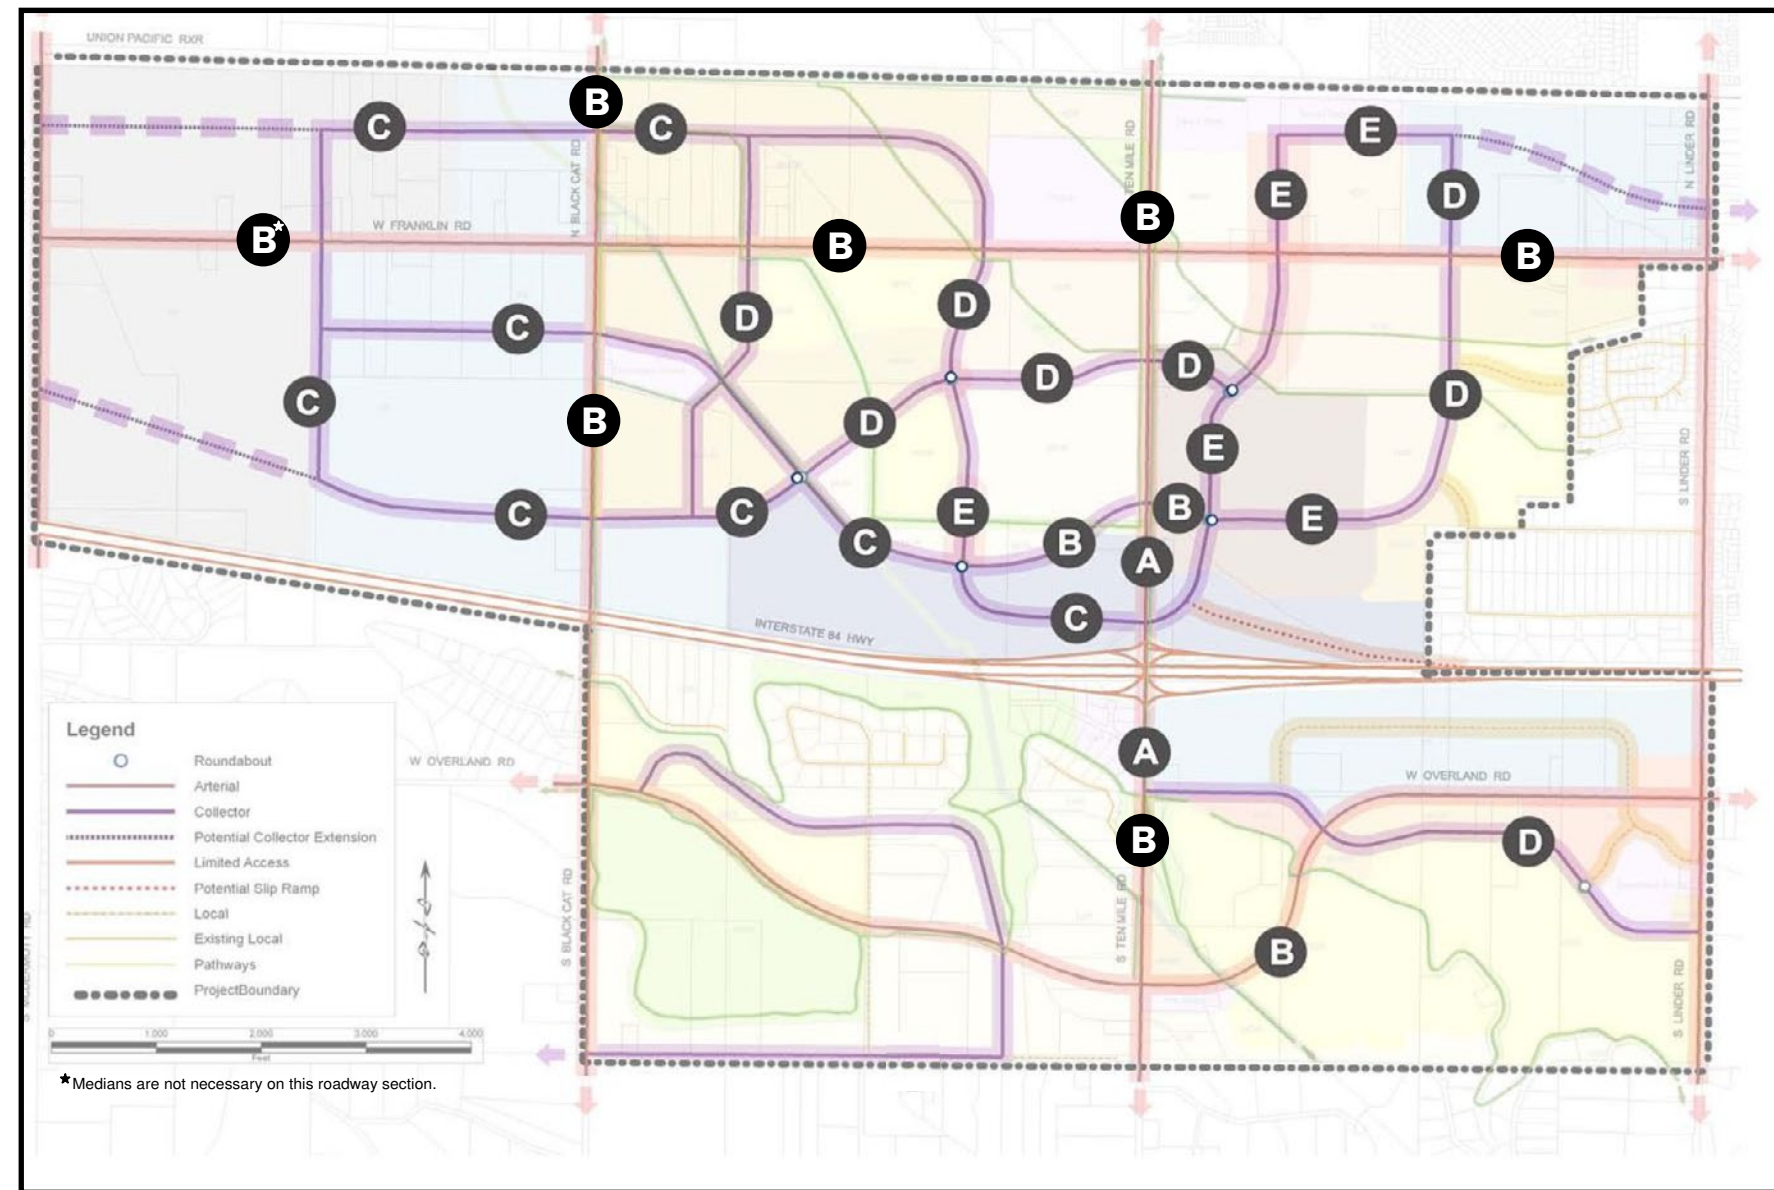 UNION PACIFIC RXR
B
C
C
E
N BLACK CAT RD
TEN MILE RD
N LINDER RD
E
D
B
W FRANKLIN RD
B★
B
B
D
D
C
D
D
D
C
B
D
E
S LINDER RD
C
C
E
B
E
C
B
A
C
INTERSTATE 84 HWY
A
W OVERLAND RD
W OVERLAND RD
B
D
S BLACK CAT RD
S TEN MILE RD
B
S LINDER RD
Legend
Roundabout
Arterial
Collector
Potential Collector Extension
Limited Access
Potential Slip Ramp
Local
Existing Local
Pathways
ProjectBoundary
0 1,000 2,000 3,000 4,000
Feet
★Medians are not necessary on this roadway section.